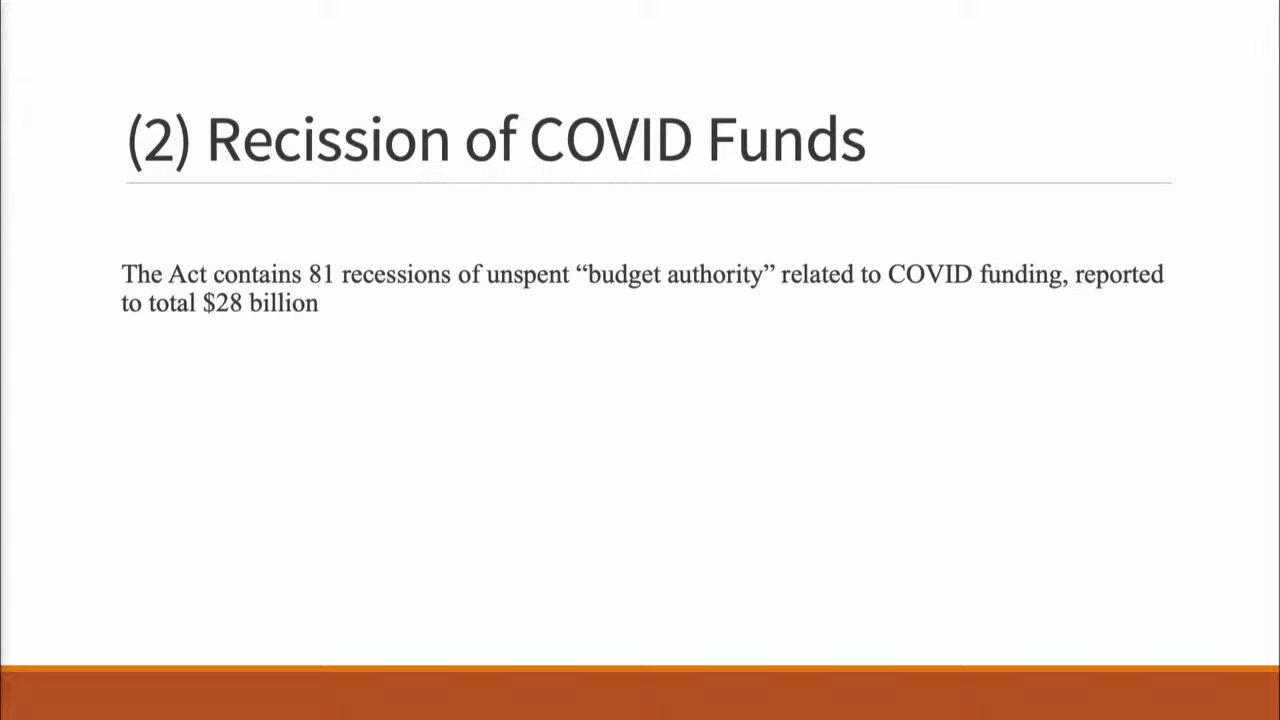 (2) Recission of COVID Funds
The Act contains 81 recessions of unspent “budget authority” related to COVID funding, reported
to total $28 billion